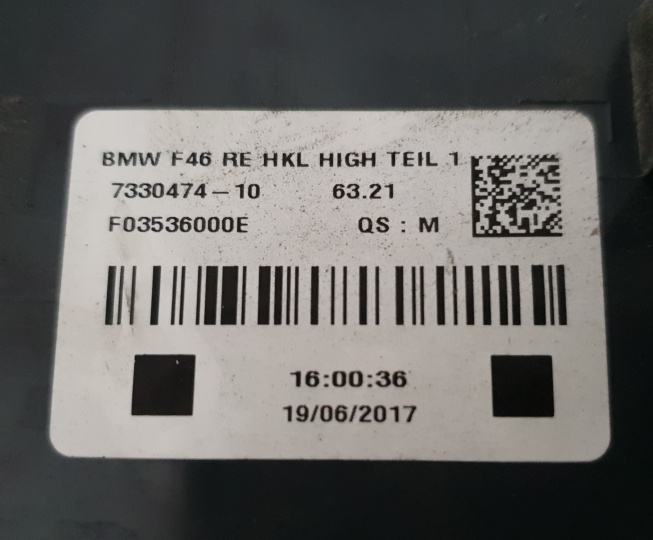 BMW F46 RE HKL HIGH TEIL 1
7330474-10 63.21
F03536000E QS : M
16:00:36
19/06/2017